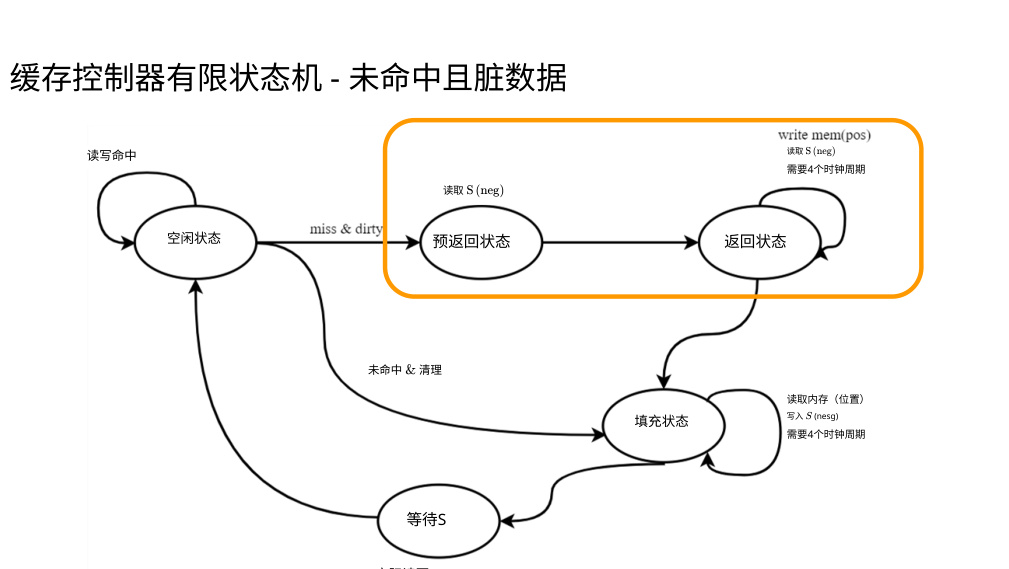 缓存控制器有限状态机 - 未命中且脏数据
write mem(pos)
读取 S (neg)
需要4个时钟周期
读写命中
读取 S (neg)
miss & dirty
空闲状态
预返回状态
返回状态
未命中 & 清理
填充状态
读取内存（位置）
写入 S (nesg)
需要4个时钟周期
等待S